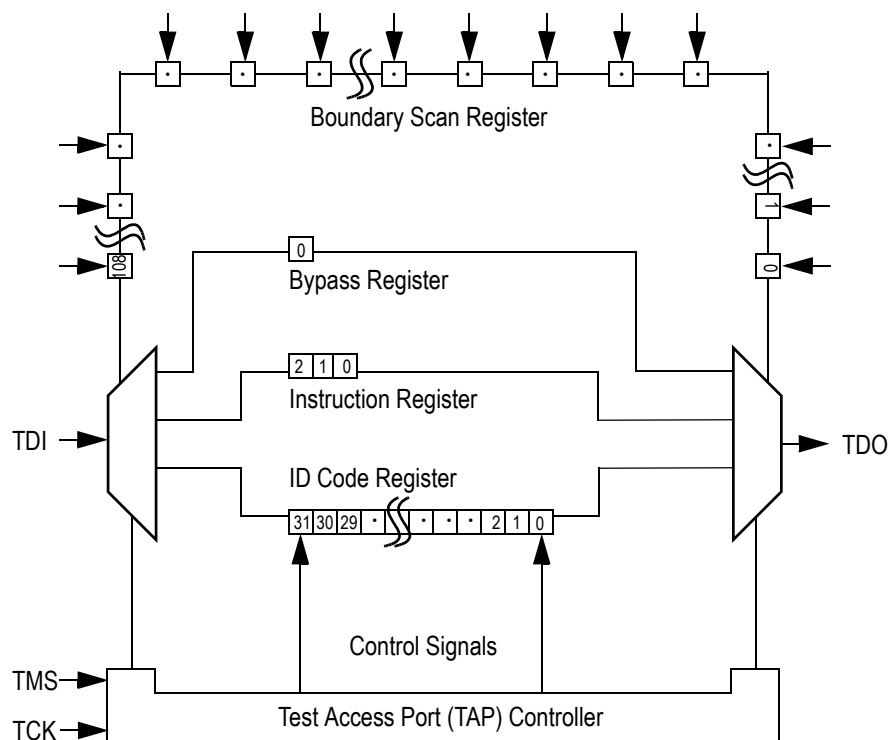 Boundary Scan Register
1
108
0
0
Bypass Register
2 1 0
Instruction Register
TDI
TDO
ID Code Register
31 30 29 · · · · 2 1 0
Control Signals
TMS
Test Access Port (TAP) Controller
TCK